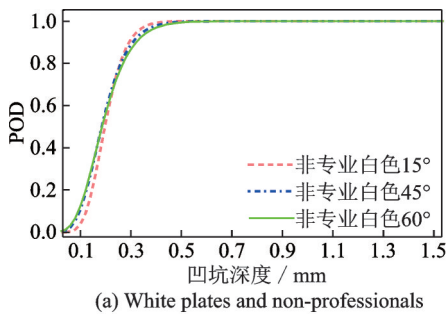 1.0
0.8
0.6
0.4
0.2
0.0
POD
非专业白色15°
非专业白色45°
非专业白色60°
0.1 0.3 0.5 0.7 0.9 1.1 1.3 1.5
凹坑深度 / mm
(a) White plates and non-professionals